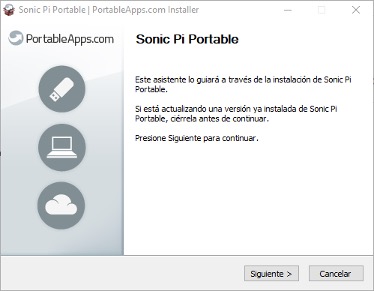 Sonic Pi Portable | PortableApps.com Installer
PortableApps.com
Sonic Pi Portable
Este asistente lo guiará a través de la instalación de Sonic Pi
Portable.
Si está actualizando una versión ya instalada de Sonic Pi
Portable, ciérrela antes de continuar.
Presione Siguiente para continuar.
Siguiente >
Cancelar